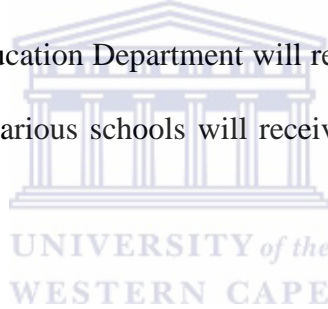 ucation Department will re
arious schools will receiv
UNIVERSITY of the
WESTERN CAPE